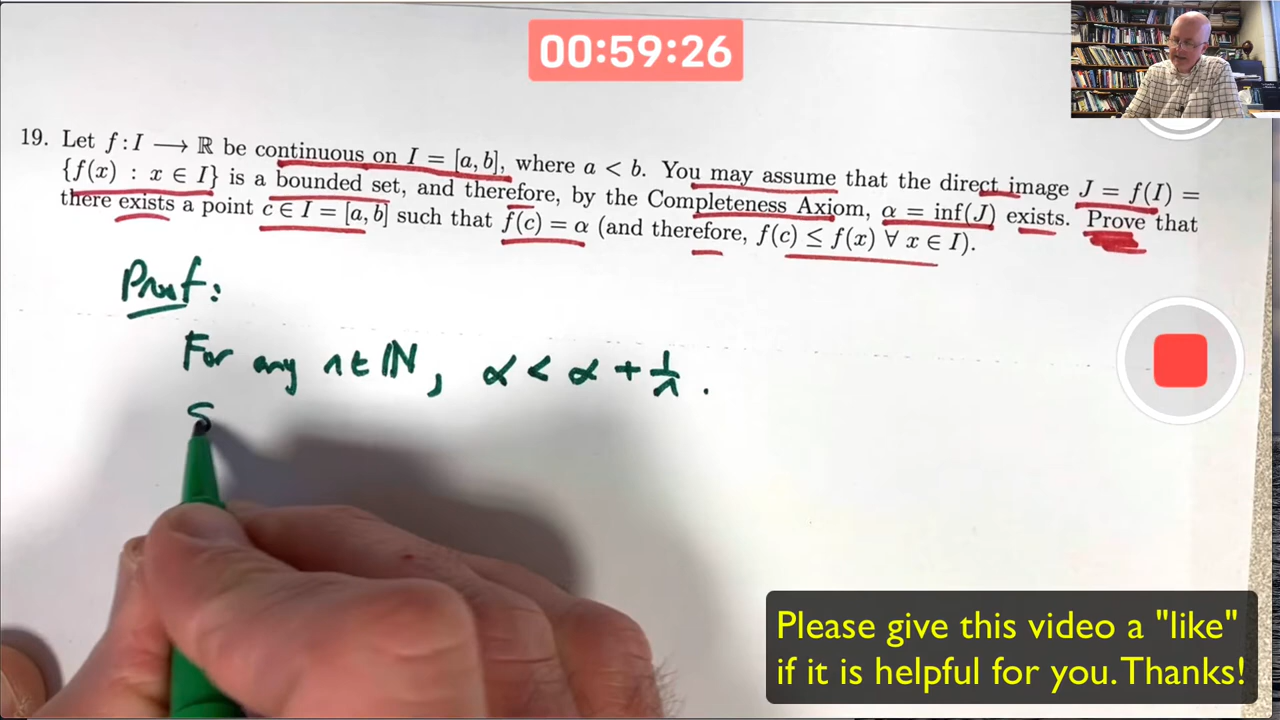 00:59:26
19. Let f : I ⟶ ℝ be continuous on I = [a, b], where a < b. You may assume that the direct image J = f(I) =
{f(x) : x ∈ I} is a bounded set, and therefore, by the Completeness Axiom, α = inf(J) exists. Prove that
there exists a point c ∈ I = [a, b] such that f(c) = α (and therefore, f(c) ≤ f(x) ∀ x ∈ I).
Proof:
For any n ∈ ℕ, α < α + 1/n .
S
Please give this video a "like"
if it is helpful for you. Thanks!